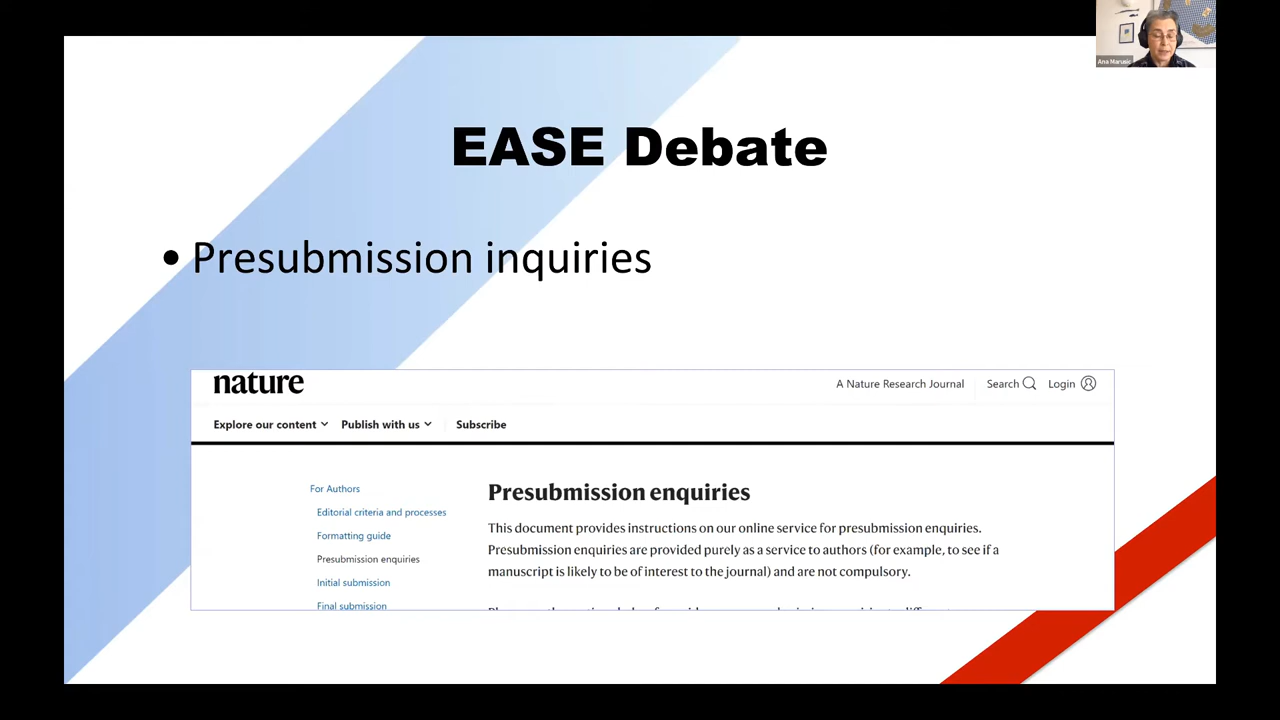 Ana Marusic
EASE Debate
• Presubmission inquiries
nature
A Nature Research Journal
Search
Login
Explore our content
Publish with us
Subscribe
For Authors
Editorial criteria and processes
Formatting guide
Presubmission enquiries
Initial submission
Final submission
Presubmission enquiries
This document provides instructions on our online service for presubmission enquiries.
Presubmission enquiries are provided purely as a service to authors (for example, to see if a
manuscript is likely to be of interest to the journal) and are not compulsory.